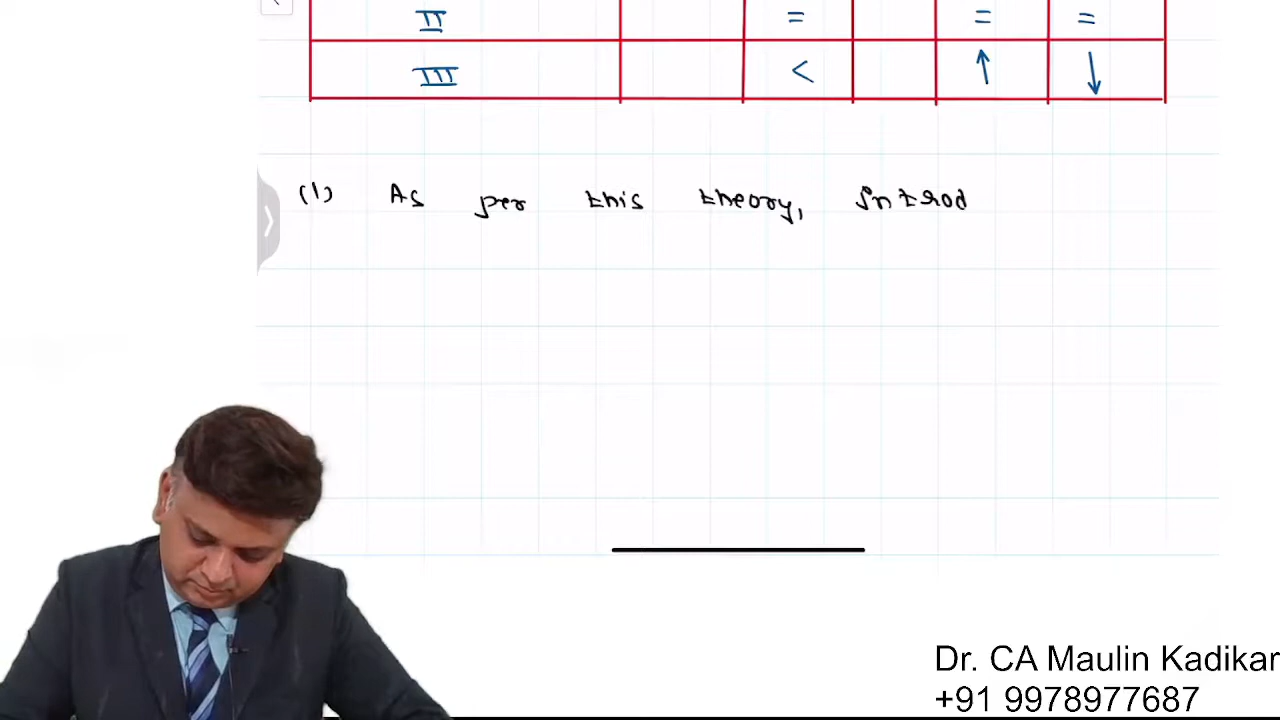 II = = =
III < ↑ ↓
(1) As per this theory, introd
Dr. CA Maulin Kadikar
+91 9978977687